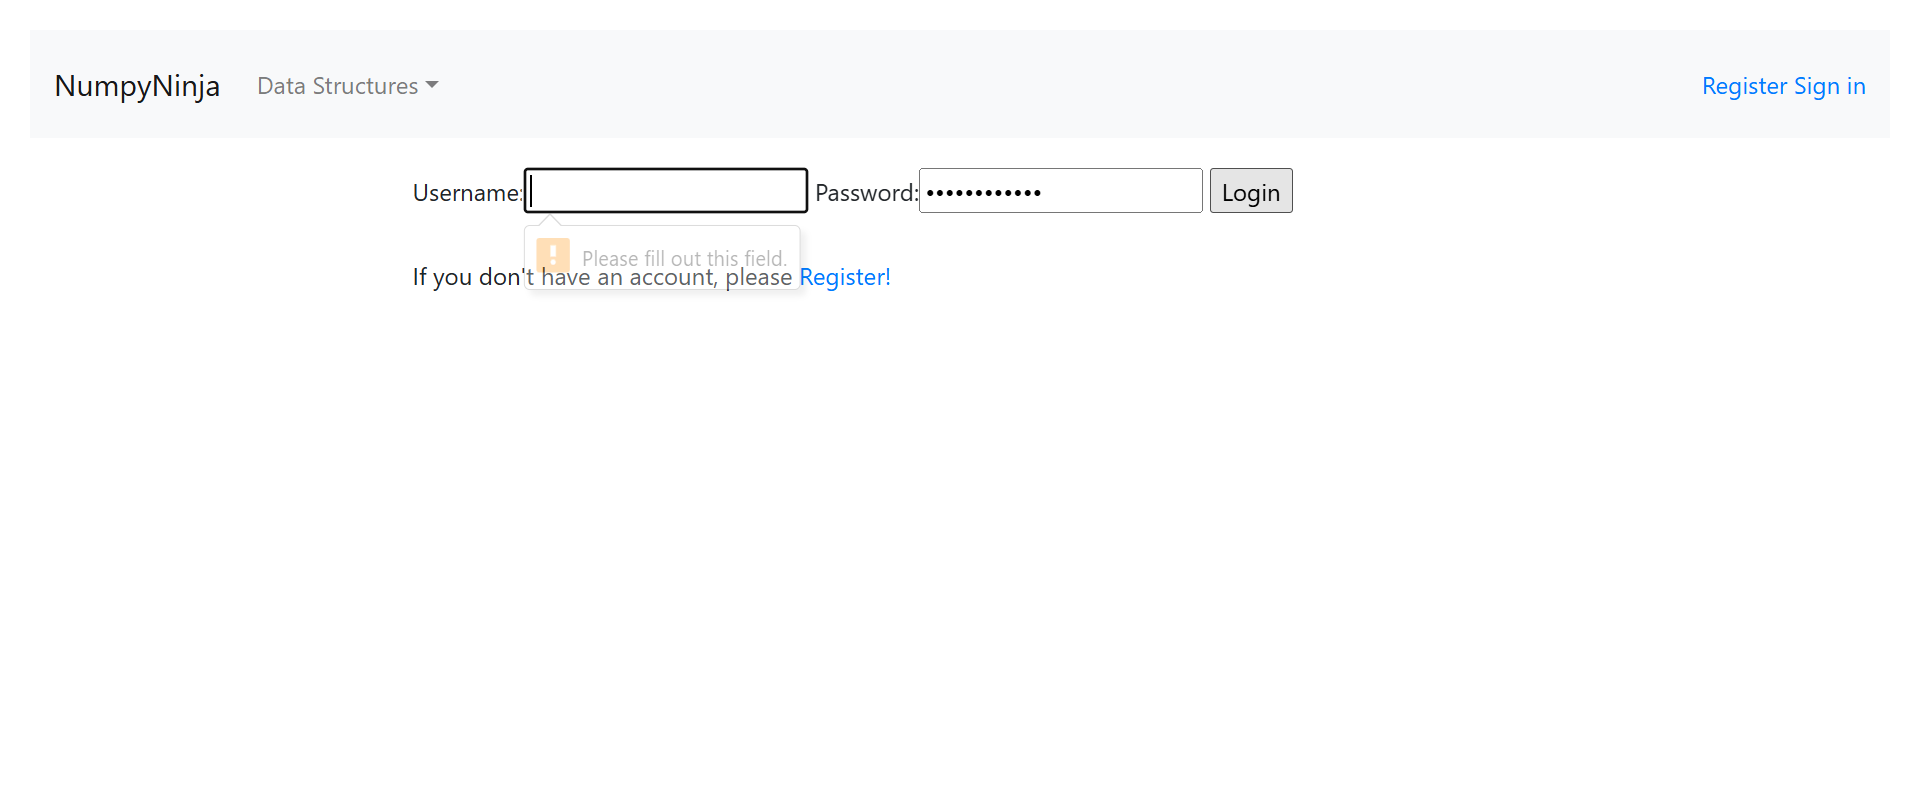 NumpyNinja Data Structures Register Sign in
Username: Password: •••••••••••• Login
Please fill out this field.
If you don't have an account, please Register!